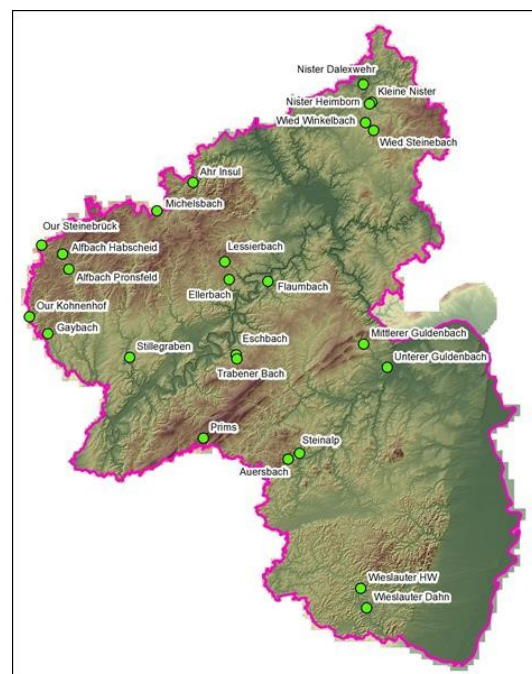 Nister Dalexwehr
Kleine Nister
Nister Heimborn
Wied Winkelbach
Wied Steinebach
Ahr Insul
Michelsbach
Our Steinebrück
Alfbach Habscheid
Lessierbach
Alfbach Pronsfeld
Ellerbach
Flaumbach
Our Kohnenhof
Gaybach
Eschbach
Mittlerer Guldenbach
Stillegraben
Trabener Bach
Unterer Guldenbach
Prims
Steinalp
Auersbach
Wieslauter HW
Wieslauter Dahn